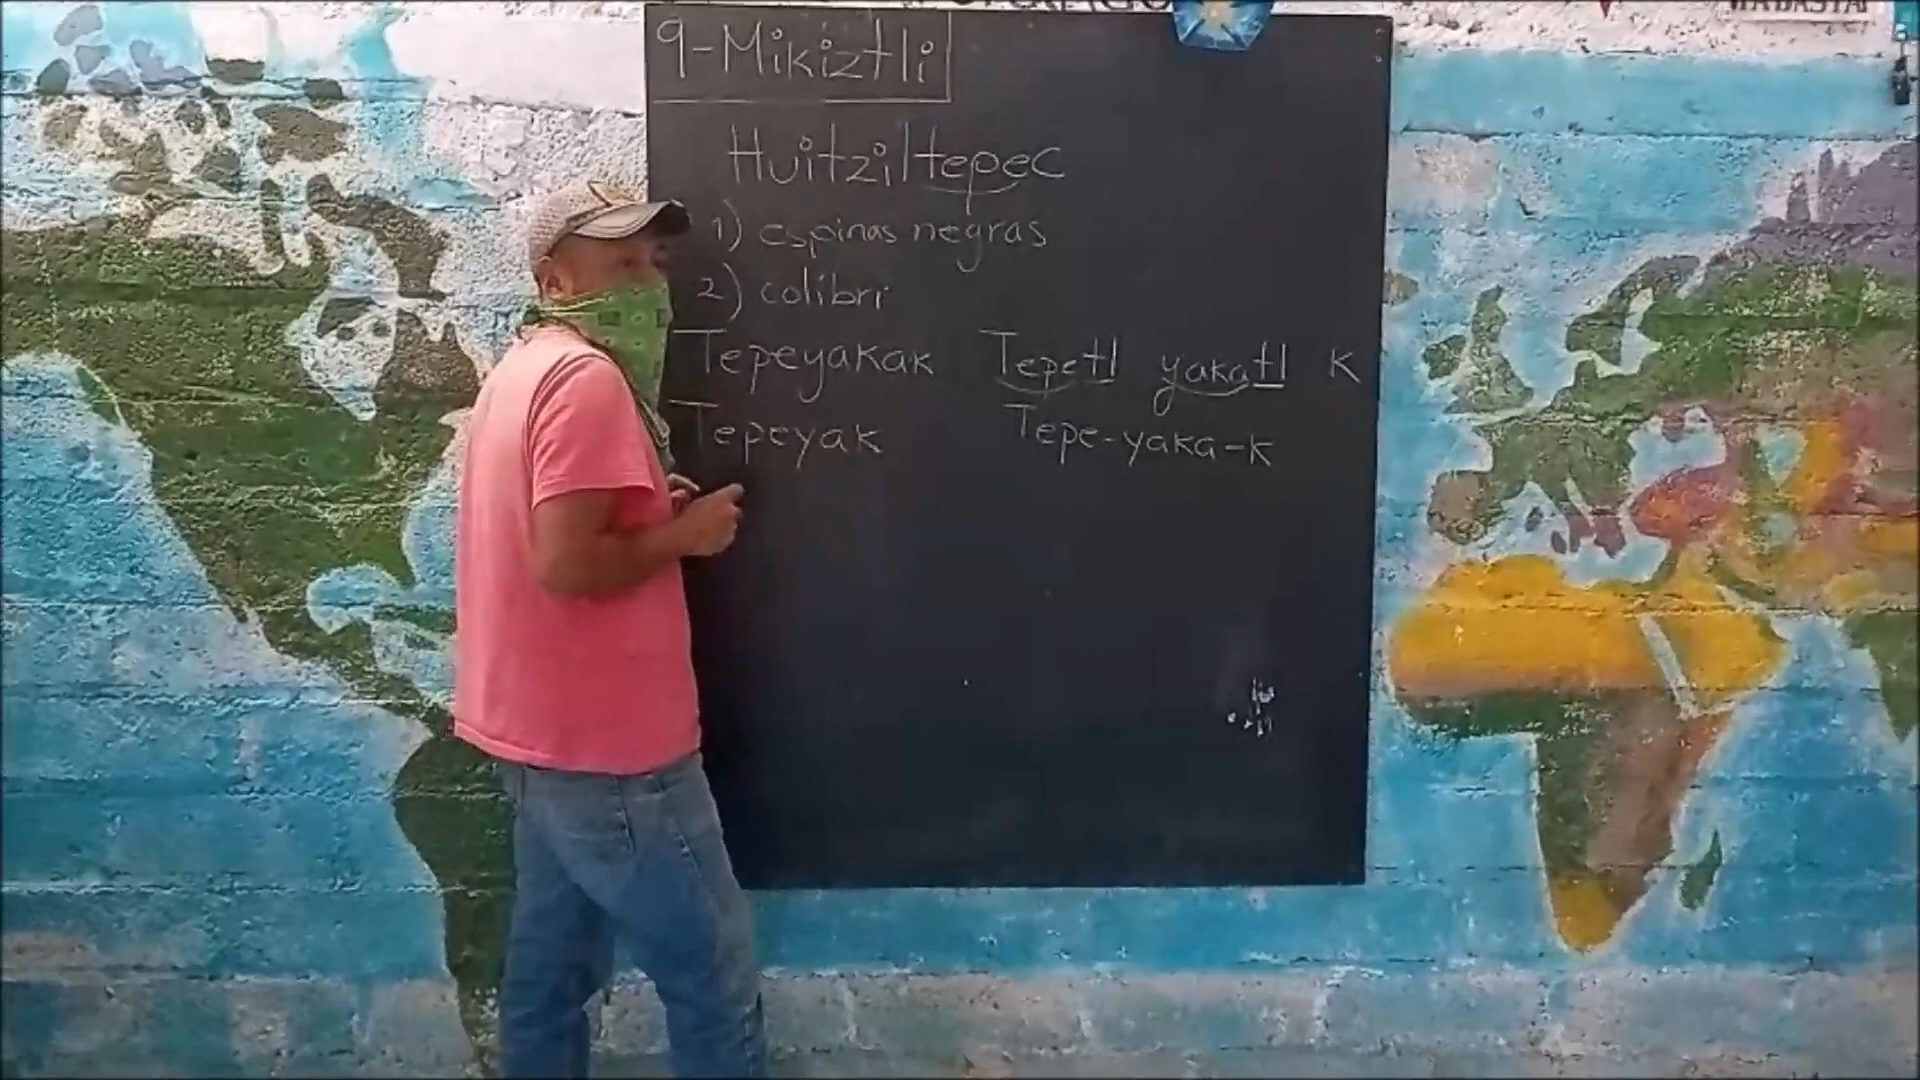 9-Mikiztli
Huitziltepec
1) espinas negras
2) colibri
Tepeyakak Tepetl yakatl K
Tepeyak Tepe-yaka-k